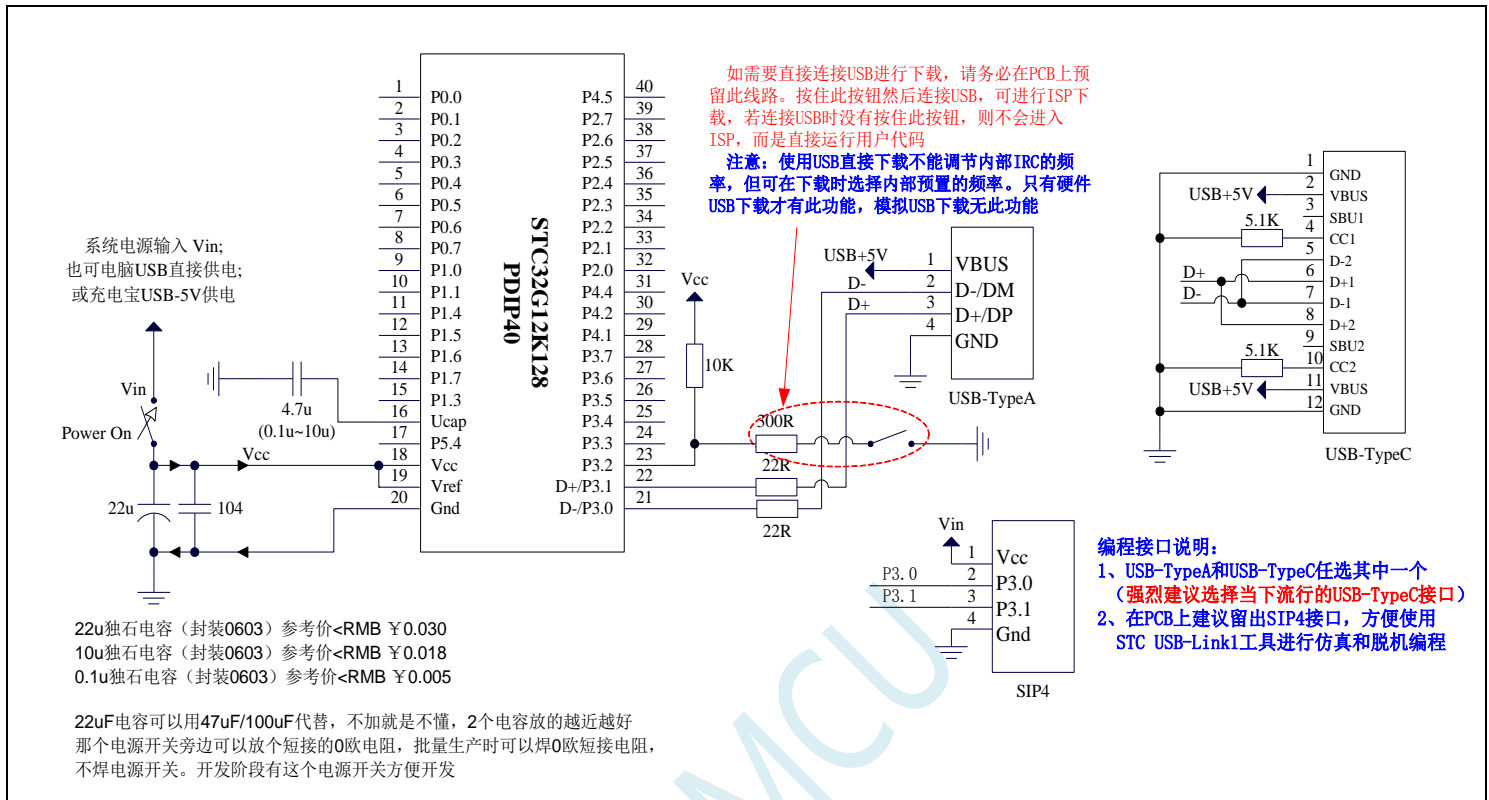 1 P0.0
2 P0.1
3 P0.2
4 P0.3
5 P0.4
6 P0.5
7 P0.6
8 P0.7
9 P1.0
10 P1.1
11 P1.4
12 P1.5
13 P1.6
14 P1.7
15 P1.3
16 Ucap
17 P5.4
18 Vcc
19 Vref
20 Gnd
STC32G12K128
PDIP40
P4.5 40
P2.7 39
P2.6 38
P2.5 37
P2.4 36
P2.3 35
P2.2 34
P2.1 33
P2.0 32
P4.4 31
P4.2 30
P4.1 29
P3.7 28
P3.6 27
P3.5 26
P3.4 25
P3.3 24
P3.2 23
D+/P3.1 22
D-/P3.0 21
系统电源输入 Vin;
也可电脑USB直接供电;
或充电宝USB-5V供电
Vin
Power On
Vcc
4.7u
(0.1u~10u)
22u
104
如需要直接连接USB进行下载，请务必在PCB上预
留此线路。按住此按钮然后连接USB，可进行ISP下
载，若连接USB时没有按住此按钮，则不会进入
ISP，而是直接运行用户代码
注意：使用USB直接下载不能调节内部IRC的频
率，但可在下载时选择内部预置的频率。只有硬件
USB下载才有此功能，模拟USB下载无此功能
Vcc
10K
300R
22R
22R
USB+5V 1 VBUS
D- 2 D-/DM
D+ 3 D+/DP
4 GND
USB-TypeA
1 GND
USB+5V 2 VBUS
3 SBU1
5.1K 4 CC1
5 D-2
D+ 6 D+1
D- 7 D-1
8 D+2
9 SBU2
5.1K 10 CC2
USB+5V 11 VBUS
12 GND
USB-TypeC
Vin
1 Vcc
P3.0 2 P3.0
P3.1 3 P3.1
4 Gnd
SIP4
编程接口说明：
1、USB-TypeA和USB-TypeC任选其中一个
（强烈建议选择当下流行的USB-TypeC接口）
2、在PCB上建议留出SIP4接口，方便使用
STC USB-Link1工具进行仿真和脱机编程
22u独石电容（封装0603）参考价<RMB ￥0.030
10u独石电容（封装0603）参考价<RMB ￥0.018
0.1u独石电容（封装0603）参考价<RMB ￥0.005
22uF电容可以用47uF/100uF代替，不加就是不懂，2个电容放的越近越好
那个电源开关旁边可以放个短接的0欧电阻，批量生产时可以焊0欧短接电阻，
不焊电源开关。开发阶段有这个电源开关方便开发
MCU